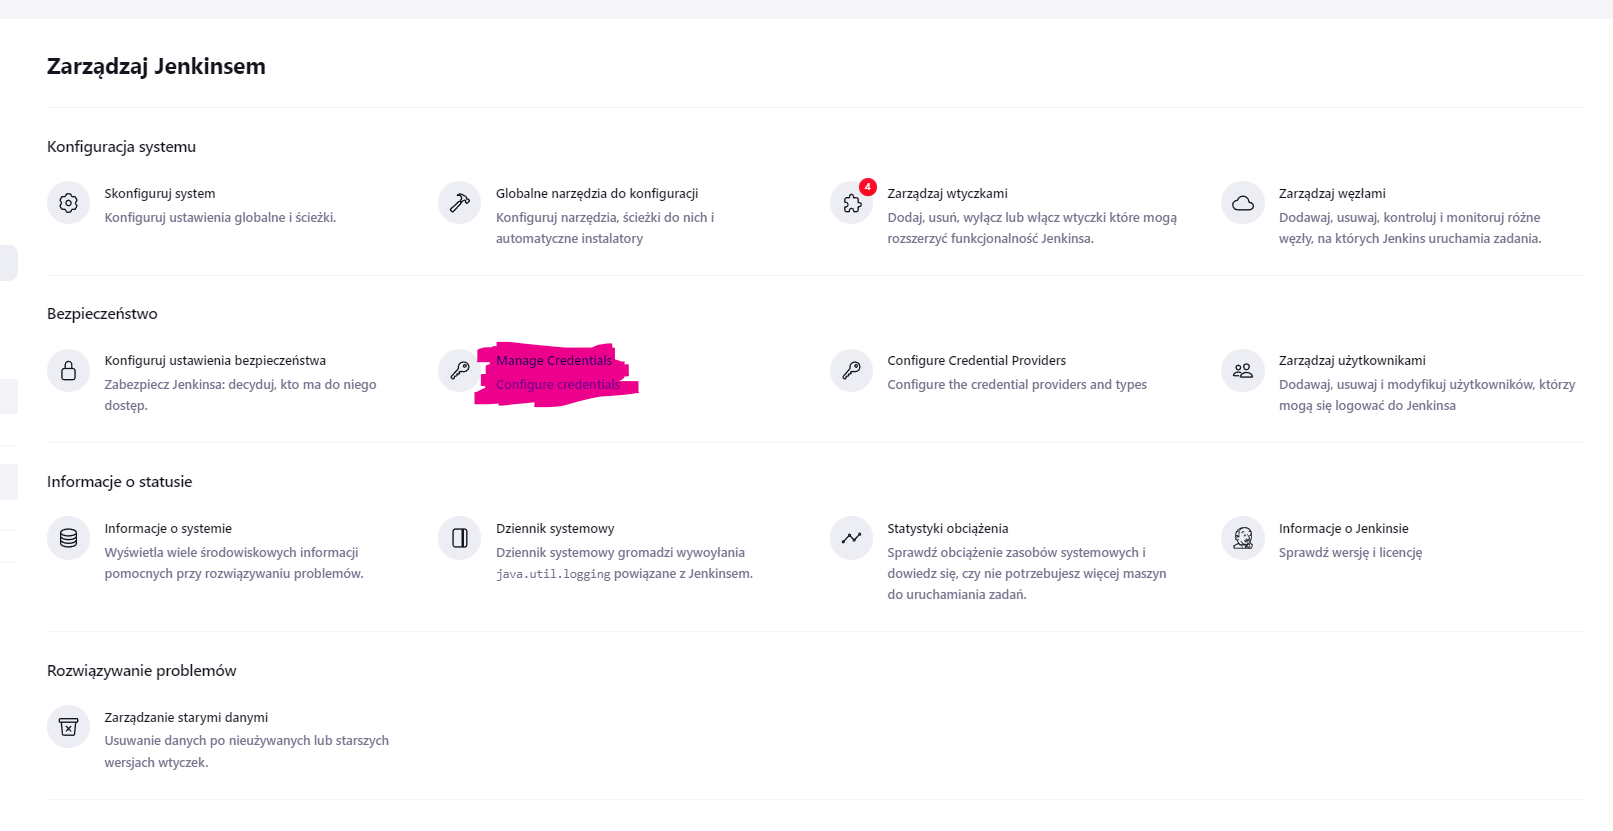 Zarządzaj Jenkinsem
Konfiguracja systemu
Skonfiguruj system
Konfiguruj ustawienia globalne i ścieżki.
Globalne narzędzia do konfiguracji
Konfiguruj narzędzia, ścieżki do nich i
automatyczne instalatory
4
Zarządzaj wtyczkami
Dodaj, usuń, wyłącz lub włącz wtyczki które mogą
rozszerzyć funkcjonalność Jenkinsa.
Zarządzaj węzłami
Dodawaj, usuwaj, kontroluj i monitoruj różne
węzły, na których Jenkins uruchamia zadania.
Bezpieczeństwo
Konfiguruj ustawienia bezpieczeństwa
Zabezpiecz Jenkinsa: decyduj, kto ma do niego
dostęp.
Manage Credentials
Configure credentials
Configure Credential Providers
Configure the credential providers and types
Zarządzaj użytkownikami
Dodawaj, usuwaj i modyfikuj użytkowników, którzy
mogą się logować do Jenkinsa
Informacje o statusie
Informacje o systemie
Wyświetla wiele środowiskowych informacji
pomocnych przy rozwiązywaniu problemów.
Dziennik systemowy
Dziennik systemowy gromadzi wywoyłania
java.util.logging powiązane z Jenkinsem.
Statystyki obciążenia
Sprawdź obciążenie zasobów systemowych i
dowiedz się, czy nie potrzebujesz więcej maszyn
do uruchamiania zadań.
Informacje o Jenkinsie
Sprawdź wersję i licencję
Rozwiązywanie problemów
Zarządzanie starymi danymi
Usuwanie danych po nieużywanych lub starszych
wersjach wtyczek.